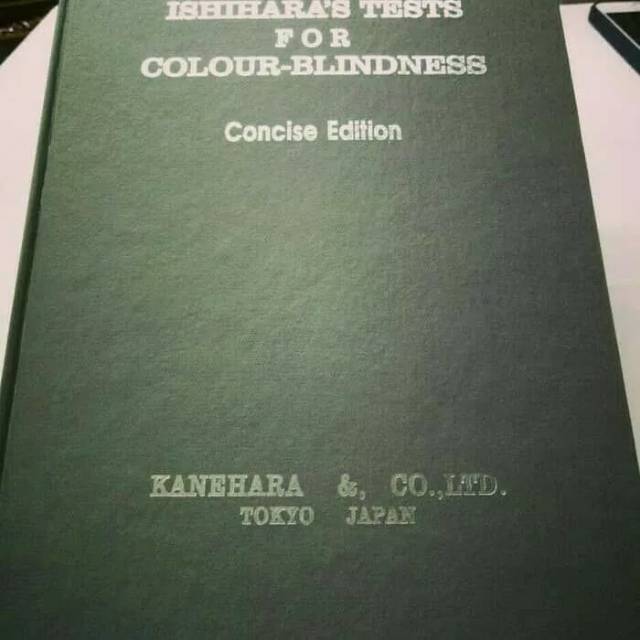 ISHIHARA'S TESTS
FOR
COLOUR-BLINDNESS
Concise Edition
KANEHARA &, CO.,LTD.
TOKYO JAPAN